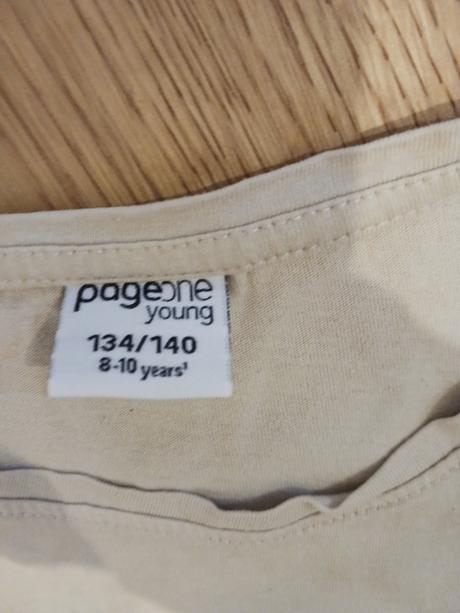 pageone
young
134/140
8-10 years¹